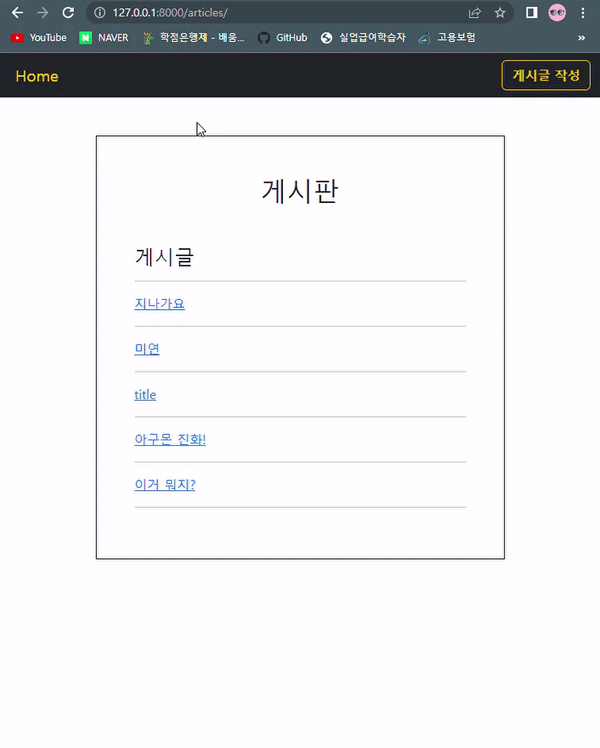 127.0.0.1:8000/articles/
YouTube NAVER 학점은행제 - 배움... GitHub 실업급여학습자 고용보험 »
Home 게시글 작성
게시판
게시글
지나가요
미연
title
아구몬 진화!
이거 뭐지?